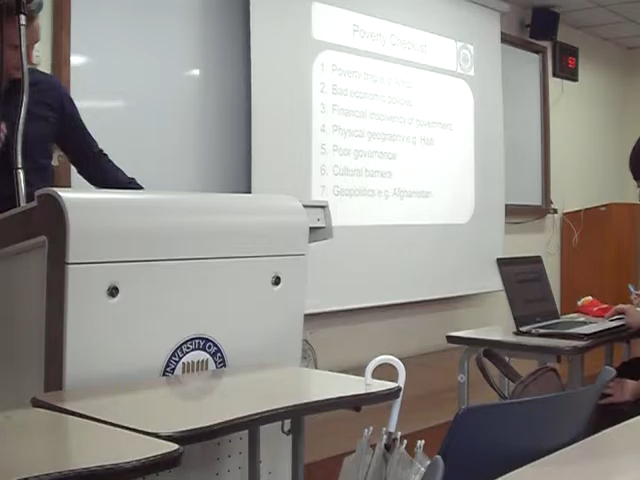 Poverty Checklist
1. Poverty trap e.g. Africa
2. Bad economic policies
3. Financial insolvency of government
4. Physical geography e.g. Haiti
5. Poor governance
6. Cultural barriers
7. Geopolitics e.g. Afghanistan
UNIVERSITY OF